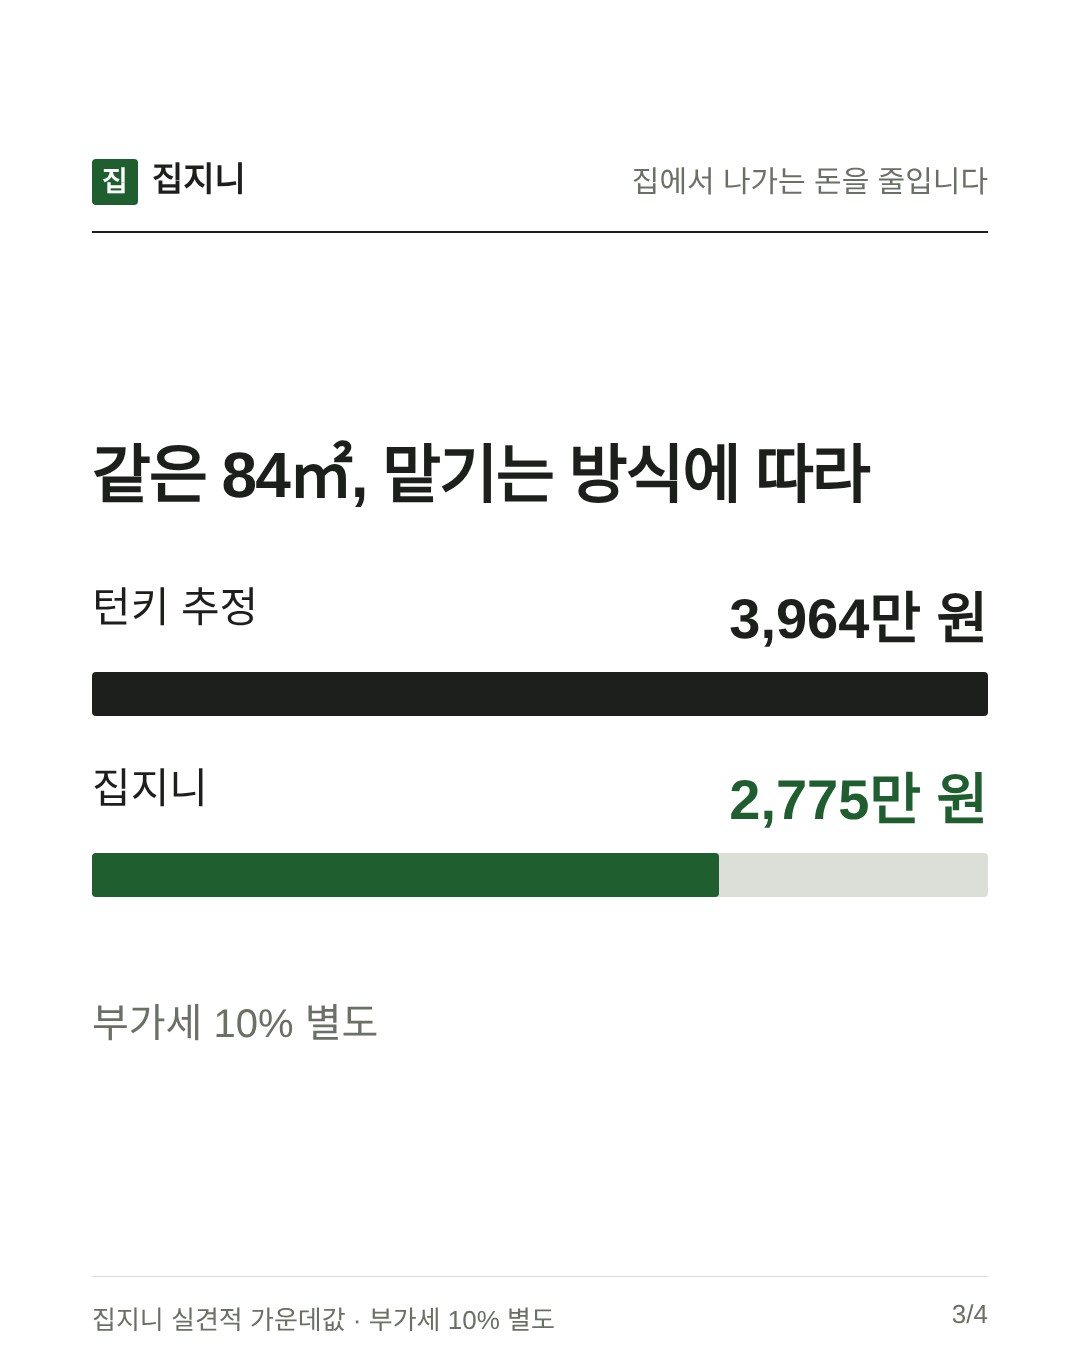 집 집지니
집에서 나가는 돈을 줄입니다
같은 84㎡, 맡기는 방식에 따라
턴키 추정
3,964만 원
집지니
2,775만 원
부가세 10% 별도
집지니 실견적 가운데값 · 부가세 10% 별도
3/4